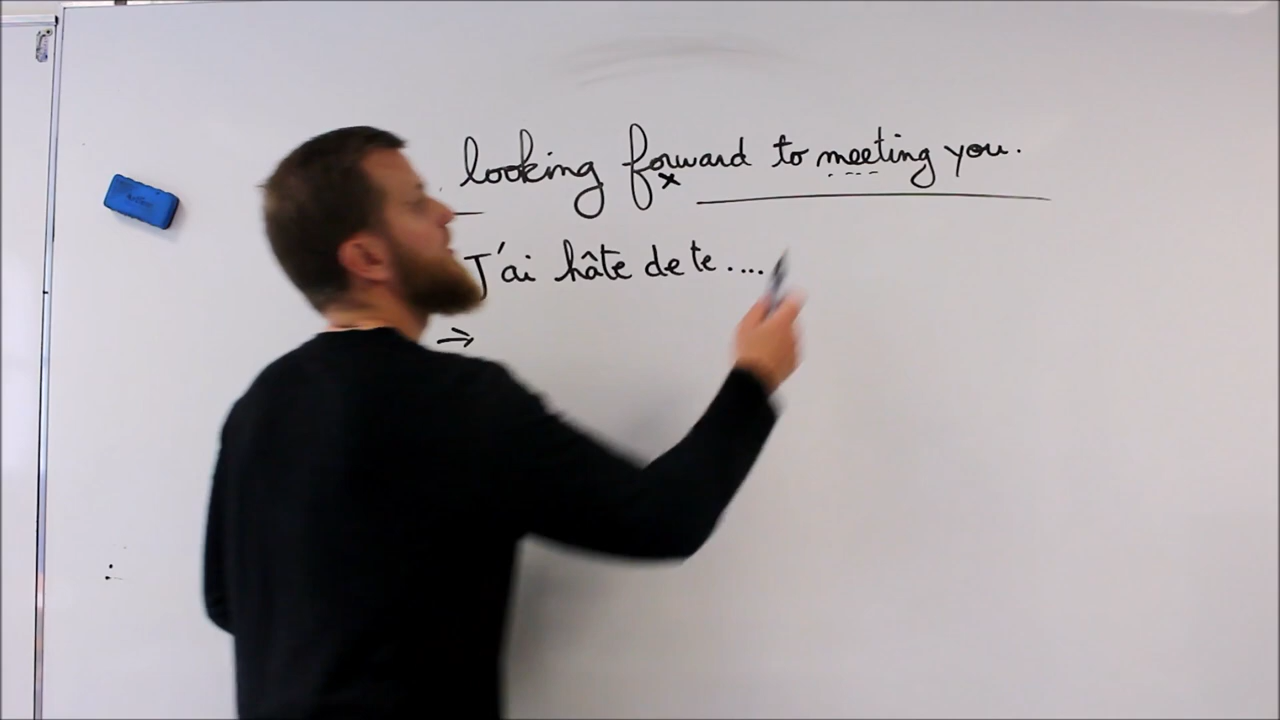 looking forward to meeting you.
J'ai hâte de te....
→